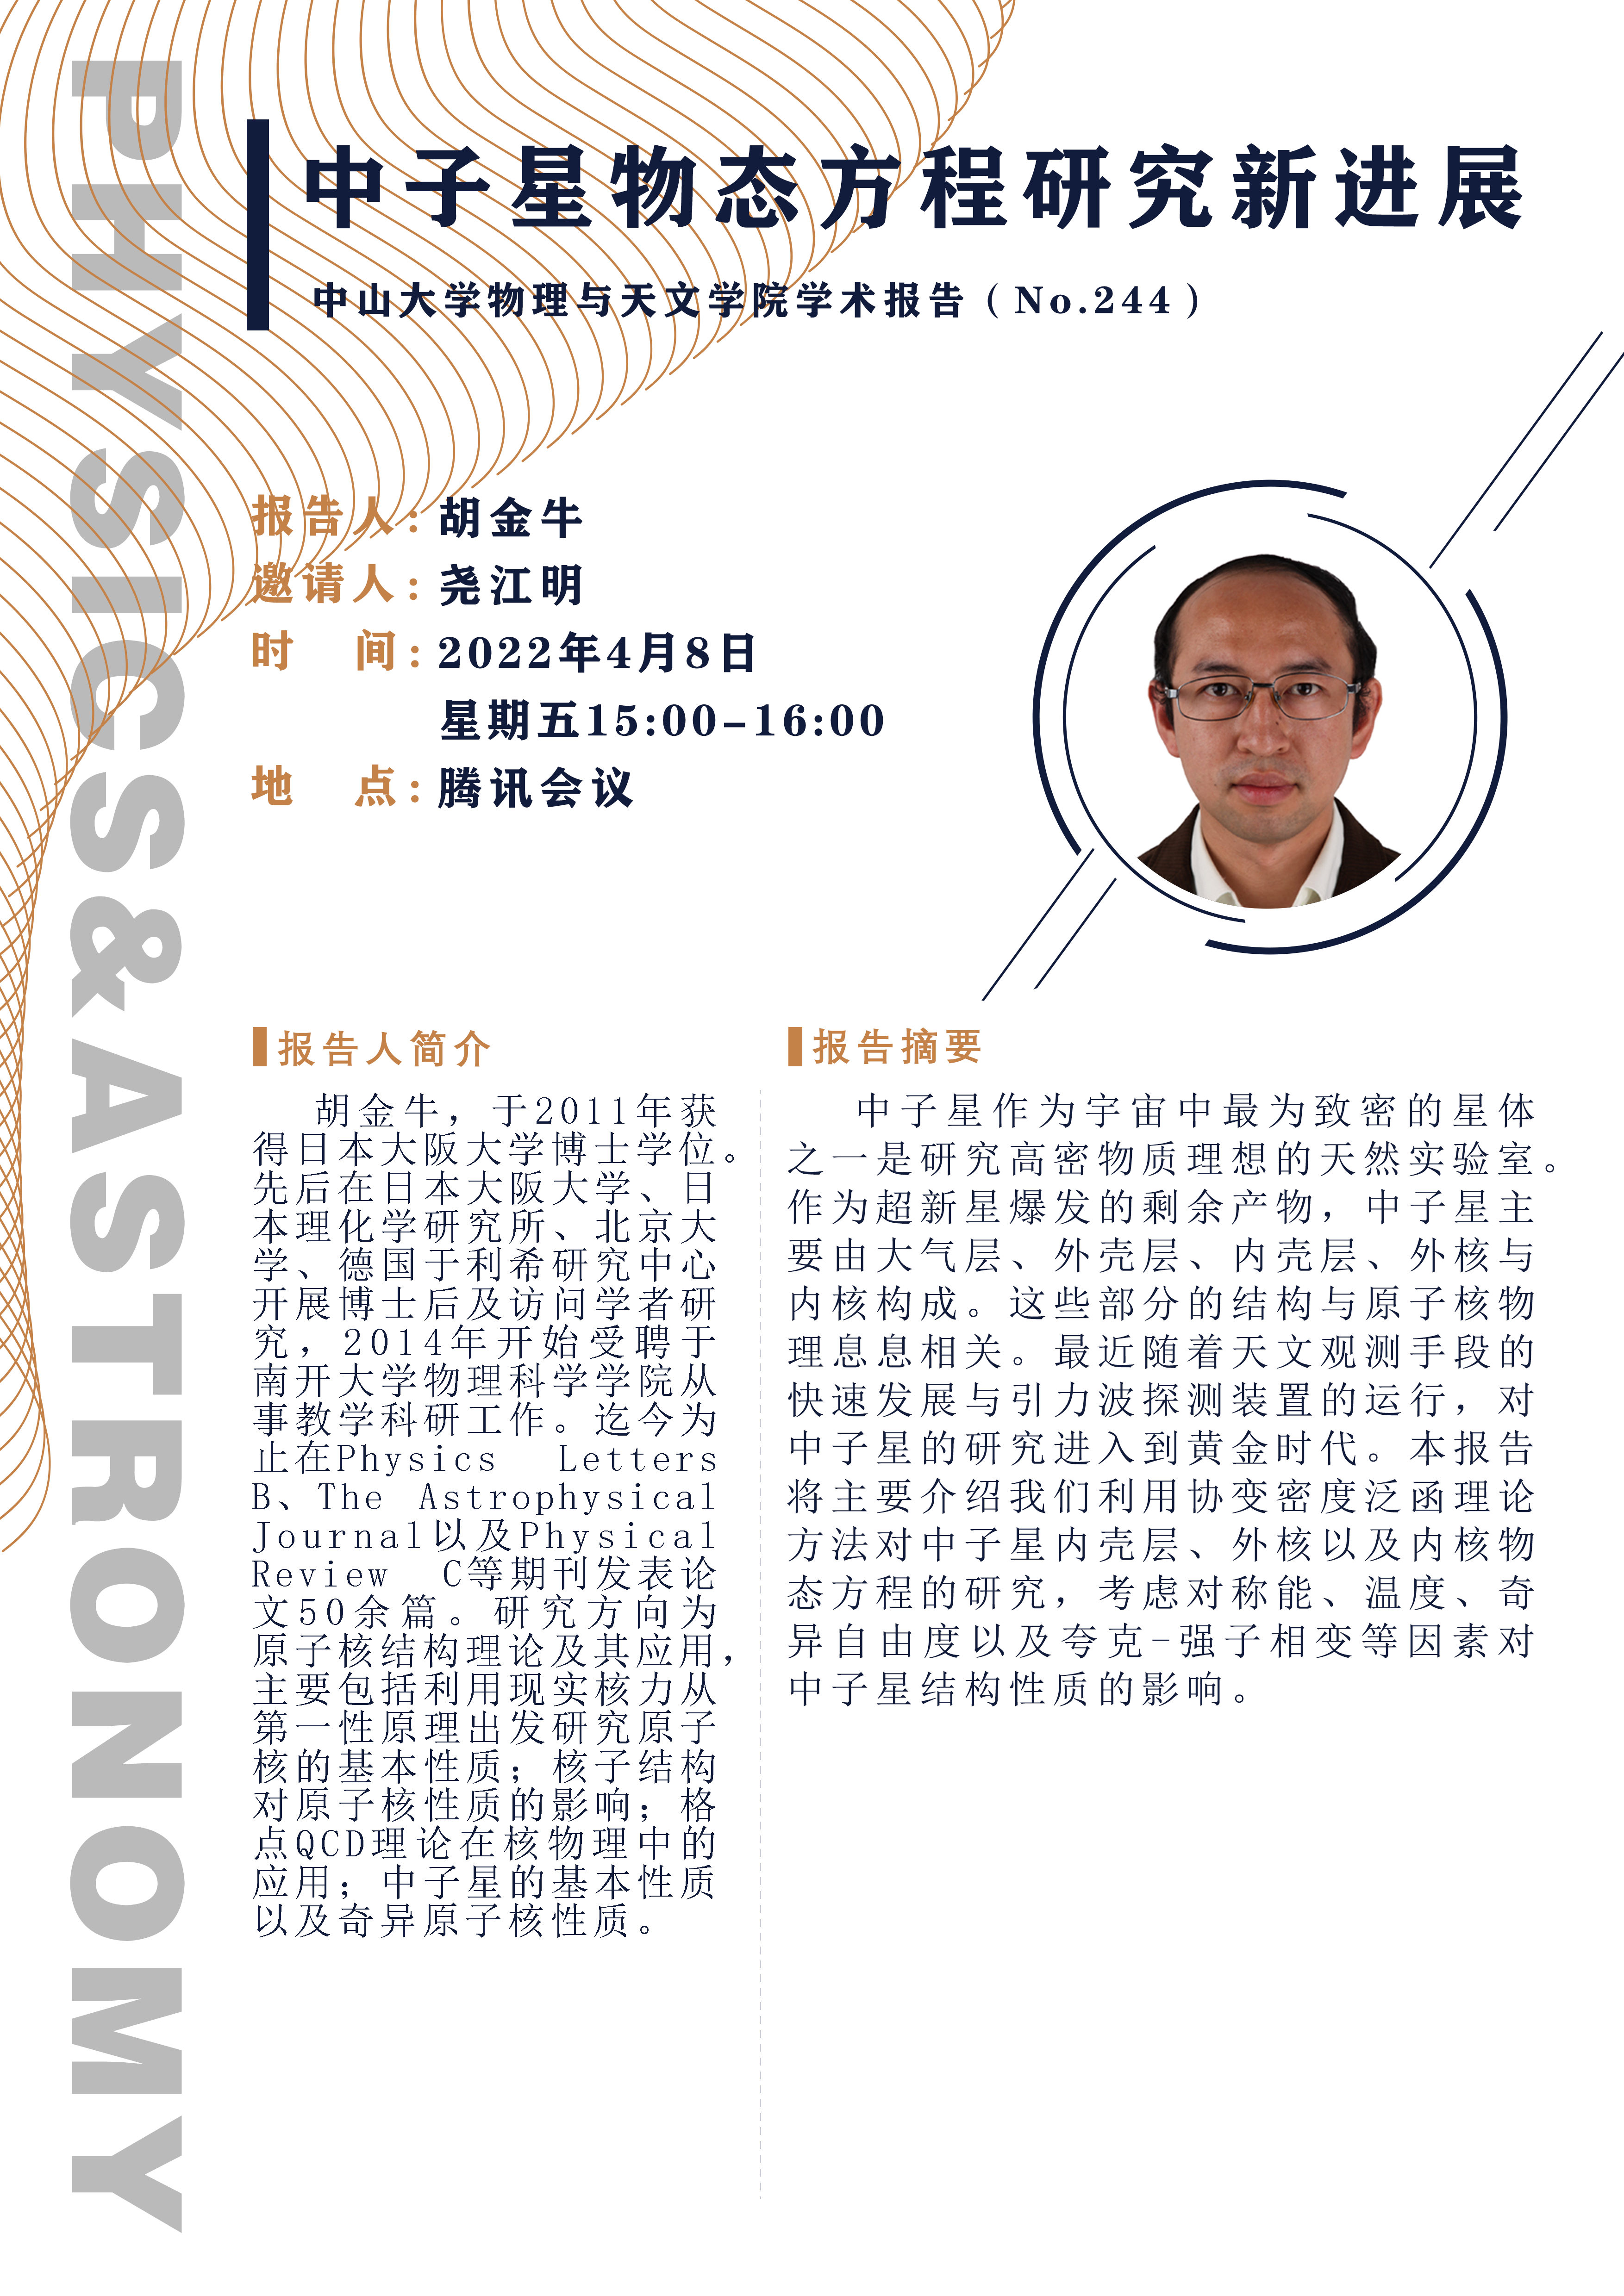 PHYSICS&ASTRONOMY
中子星物态方程研究新进展
中山大学物理与天文学院学术报告（No.244）
报告人：胡金牛
邀请人：尧江明
时　间：2022年4月8日
星期五15:00-16:00
地　点：腾讯会议
报告人简介
胡金牛，于2011年获
得日本大阪大学博士学位。
先后在日本大阪大学、日
本理化学研究所、北京大
学、德国于利希研究中心
开展博士后及访问学者研
究，2014年开始受聘于
南开大学物理科学学院从
事教学科研工作。迄今为
止在Physics Letters
B、The Astrophysical
Journal以及Physical
Review C等期刊发表论
文50余篇。研究方向为
原子核结构理论及其应用，
主要包括利用现实核力从
第一性原理出发研究原子
核的基本性质；核子结构
对原子核性质的影响；格
点QCD理论在核物理中的
应用；中子星的基本性质
以及奇异原子核性质。
报告摘要
中子星作为宇宙中最为致密的星体
之一是研究高密物质理想的天然实验室。
作为超新星爆发的剩余产物，中子星主
要由大气层、外壳层、内壳层、外核与
内核构成。这些部分的结构与原子核物
理息息相关。最近随着天文观测手段的
快速发展与引力波探测装置的运行，对
中子星的研究进入到黄金时代。本报告
将主要介绍我们利用协变密度泛函理论
方法对中子星内壳层、外核以及内核物
态方程的研究，考虑对称能、温度、奇
异自由度以及夸克-强子相变等因素对
中子星结构性质的影响。